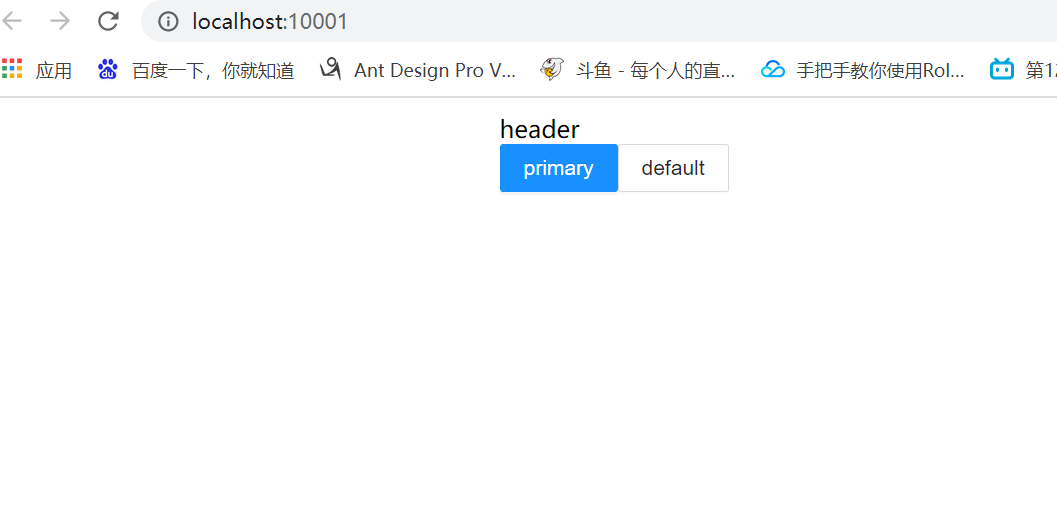 localhost:10001
应用 百度一下，你就知道 Ant Design Pro V... 斗鱼 - 每个人的直... 手把手教你使用Rol... 第12
header
primary default